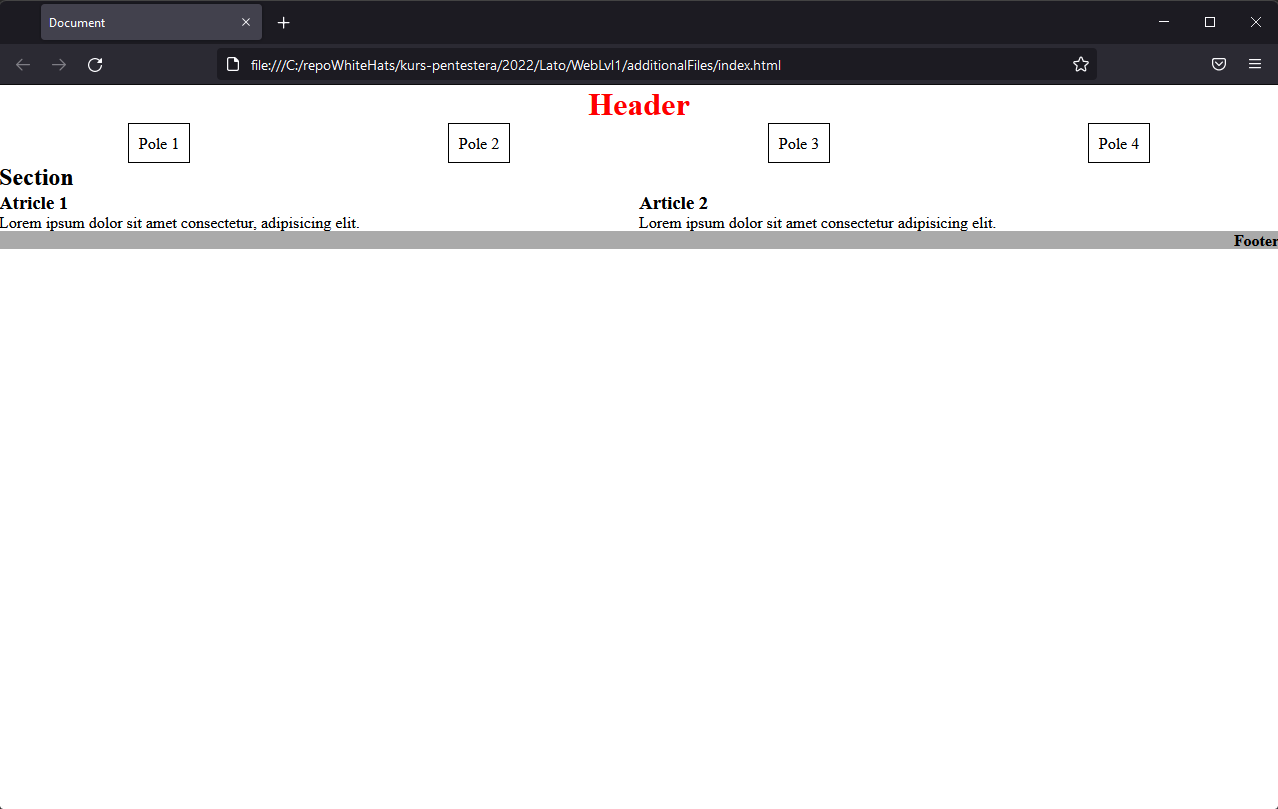 Document
file:///C:/repoWhiteHats/kurs-pentestera/2022/Lato/WebLvl1/additionalFiles/index.html
Header
Pole 1 Pole 2 Pole 3 Pole 4
Section
Atricle 1 Article 2
Lorem ipsum dolor sit amet consectetur, adipisicing elit. Lorem ipsum dolor sit amet consectetur adipisicing elit.
Footer